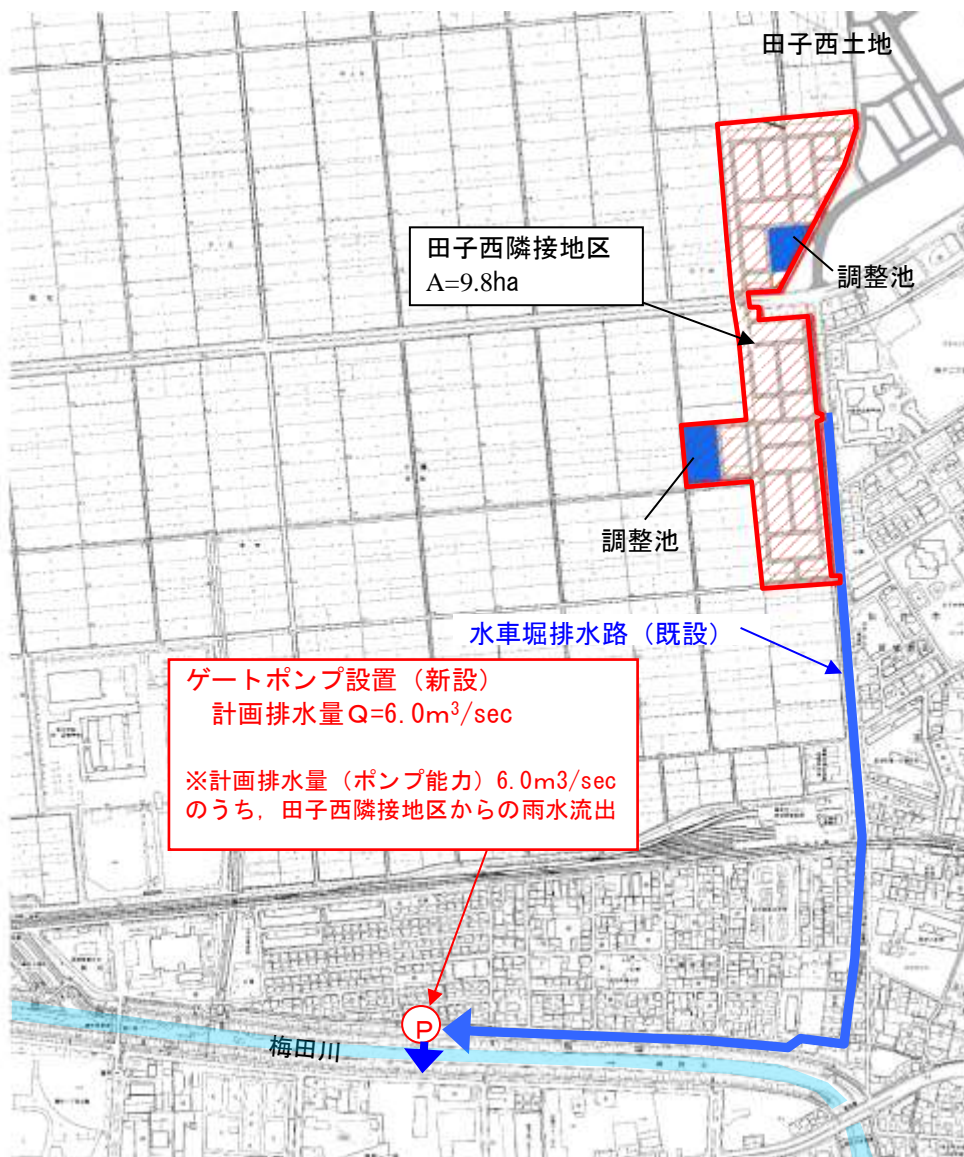 田子西土地
田子西隣接地区
A=9.8ha
調整池
調整池
水車堀排水路（既設）
ゲートポンプ設置（新設）
計画排水量Q=6.0m³/sec
※計画排水量（ポンプ能力）6.0m3/sec
のうち，田子西隣接地区からの雨水流出
P
梅田川